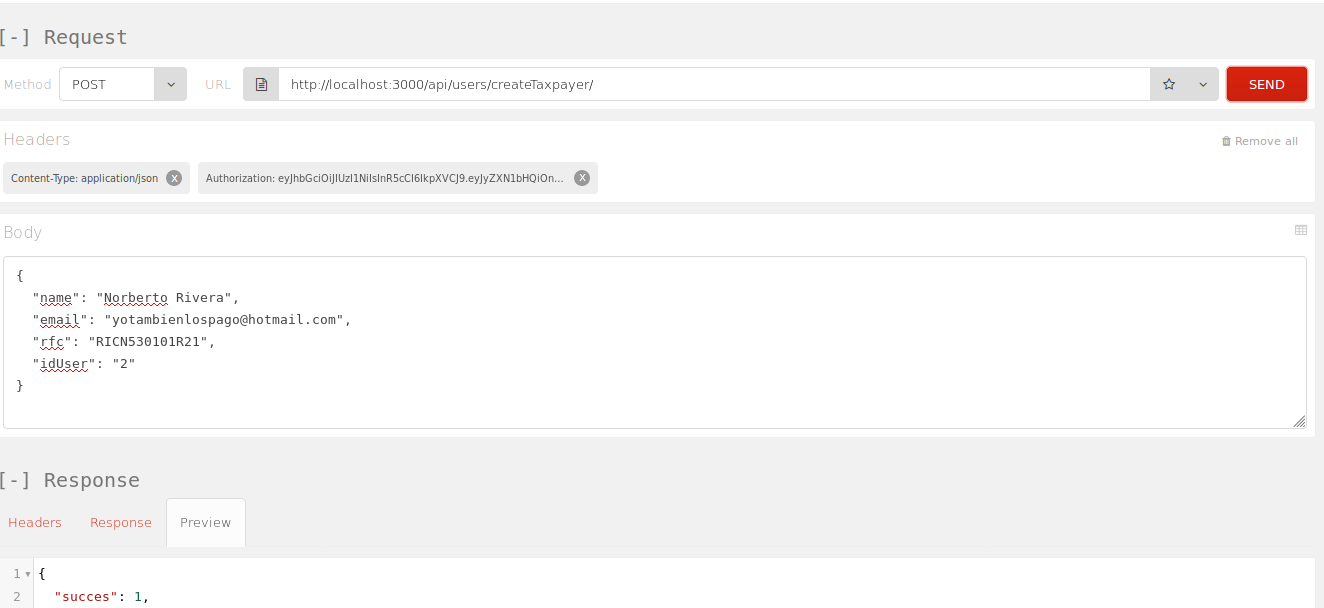 [-] Request
Method POST URL http://localhost:3000/api/users/createTaxpayer/ SEND
Headers Remove all
Content-Type: application/json X Authorization: eyJhbGciOiJIUzI1NiIsInR5cCI6IkpXVCJ9.eyJyZXN1bHQiOn... X
Body
{
"name": "Norberto Rivera",
"email": "yotambienlospago@hotmail.com",
"rfc": "RICN530101R21",
"idUser": "2"
}
[-] Response
Headers Response Preview
1 {
2 "succes": 1,